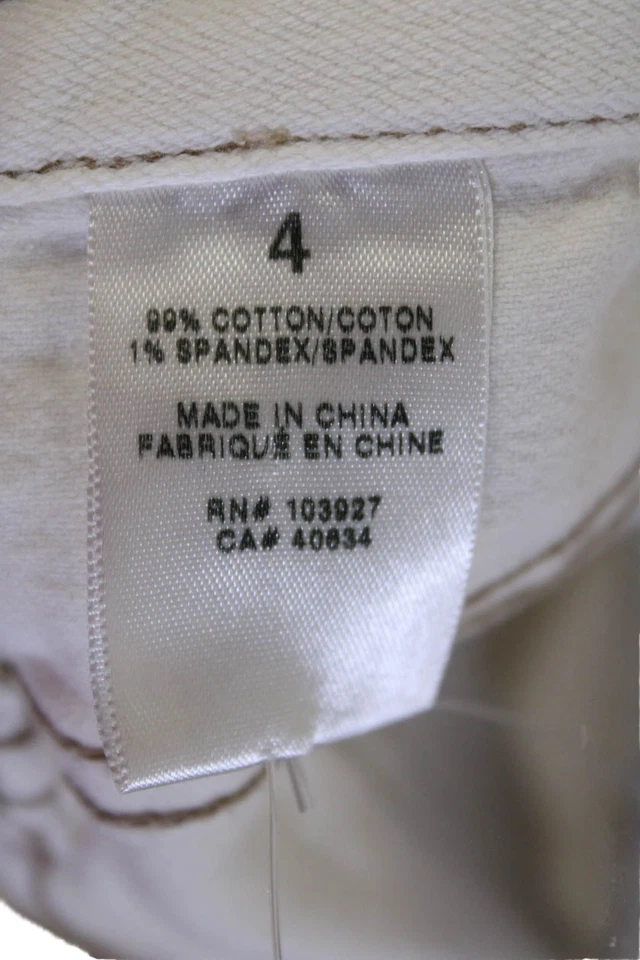 4
99% COTTON/COTON
1% SPANDEX/SPANDEX
MADE IN CHINA
FABRIQUÉ EN CHINE
RN# 103927
CA# 40634